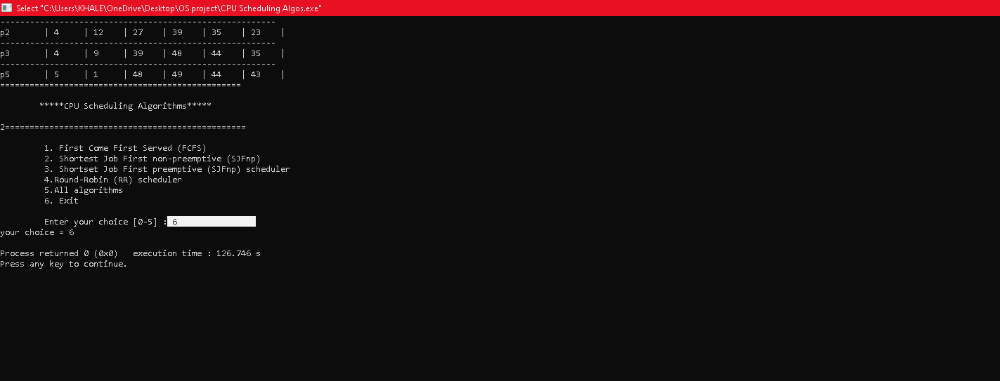 Select "C:\Users\KHALE\OneDrive\Desktop\OS project\CPU Scheduling Algos.exe"
--------------------------------------------------------
p2       | 4     | 12    | 27    | 39    | 35    | 23    |
--------------------------------------------------------
p3       | 4     | 9     | 39    | 48    | 44    | 35    |
--------------------------------------------------------
p5       | 5     | 1     | 48    | 49    | 44    | 43    |
=================================================
*****CPU Scheduling Algorithms*****
2=================================================
1. First Come First Served (FCFS)
2. Shortest Job First non-preemptive (SJFnp)
3. Shortset Job First preemptive (SJFnp) scheduler
4.Round-Robin (RR) scheduler
5.All algorithms
6. Exit
Enter your choice [0-5] : 6
your choice = 6
Process returned 0 (0x0)   execution time : 126.746 s
Press any key to continue.